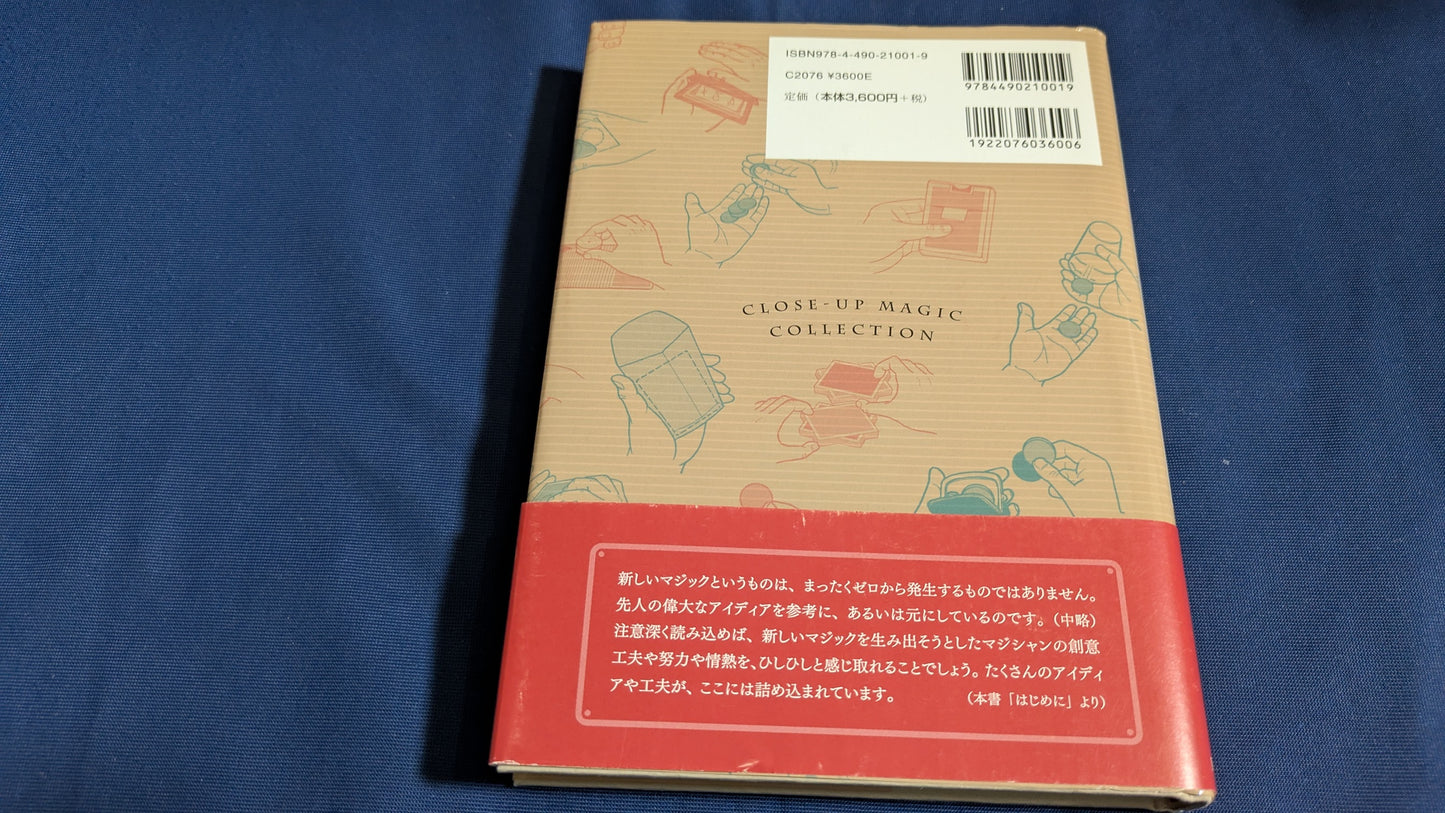 ISBN978-4-490-21001-9
C2076 ¥3600E
定価（本体3,600円＋税）
9784490210019
1922076036006
CLOSE-UP MAGIC
COLLECTION
新しいマジックというものは、まったくゼロから発生するものではありません。
先人の偉大なアイディアを参考に、あるいは元にしているのです。（中略）
注意深く読み込めば、新しいマジックを生み出そうとしたマジシャンの創意
工夫や努力や情熱を、ひしひしと感じ取れることでしょう。たくさんのアイディ
アや工夫が、ここには詰め込まれています。
（本書「はじめに」より）